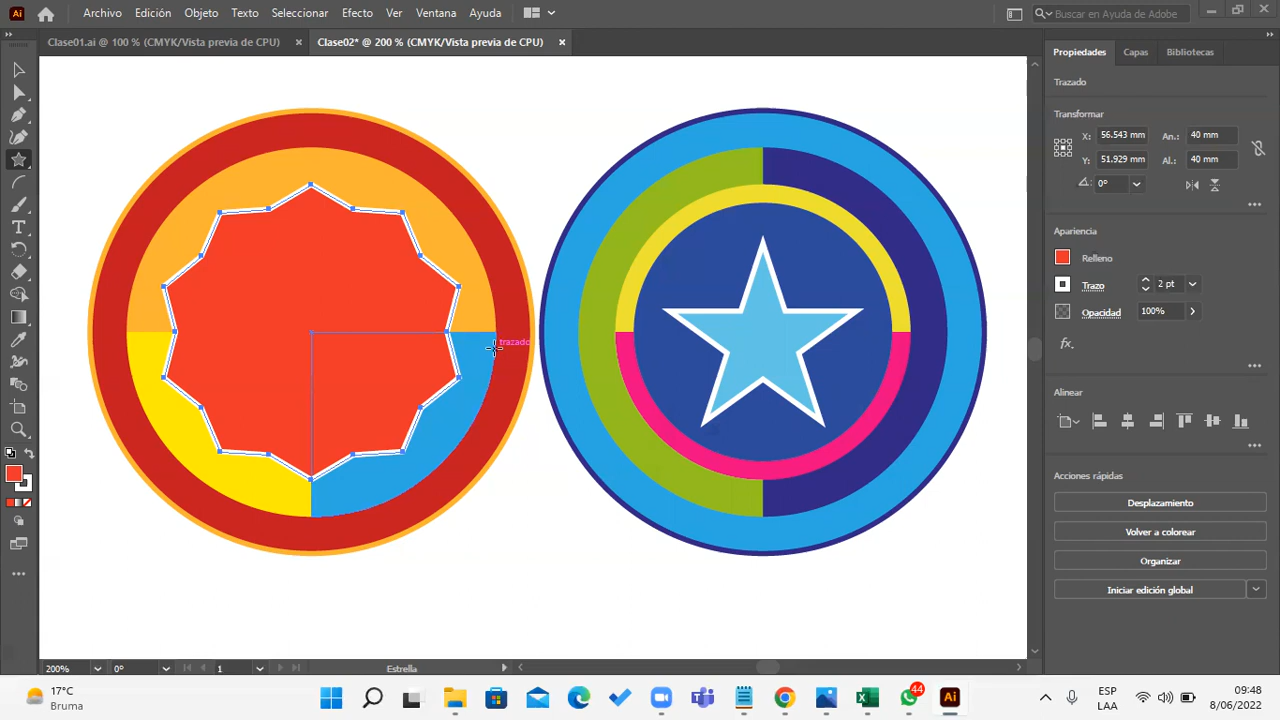 Ai Archivo Edición Objeto Texto Seleccionar Efecto Ver Ventana Ayuda Buscar en Ayuda de Adobe
Clase01.ai @ 100 % (CMYK/Vista previa de CPU) × Clase02* @ 200 % (CMYK/Vista previa de CPU) ×
Propiedades Capas Bibliotecas
Trazado
Transformar
X: 56.543 mm An.: 40 mm
Y: 51.929 mm Al.: 40 mm
0°
Apariencia
Relleno
Trazo 2 pt
Opacidad 100%
fx.
trazado
Alinear
Acciones rápidas
Desplazamiento
Volver a colorear
Organizar
Iniciar edición global
200% 0° 1 Estrella
17°C
Bruma
44
Ai
ESP
LAA
09:48
8/06/2022